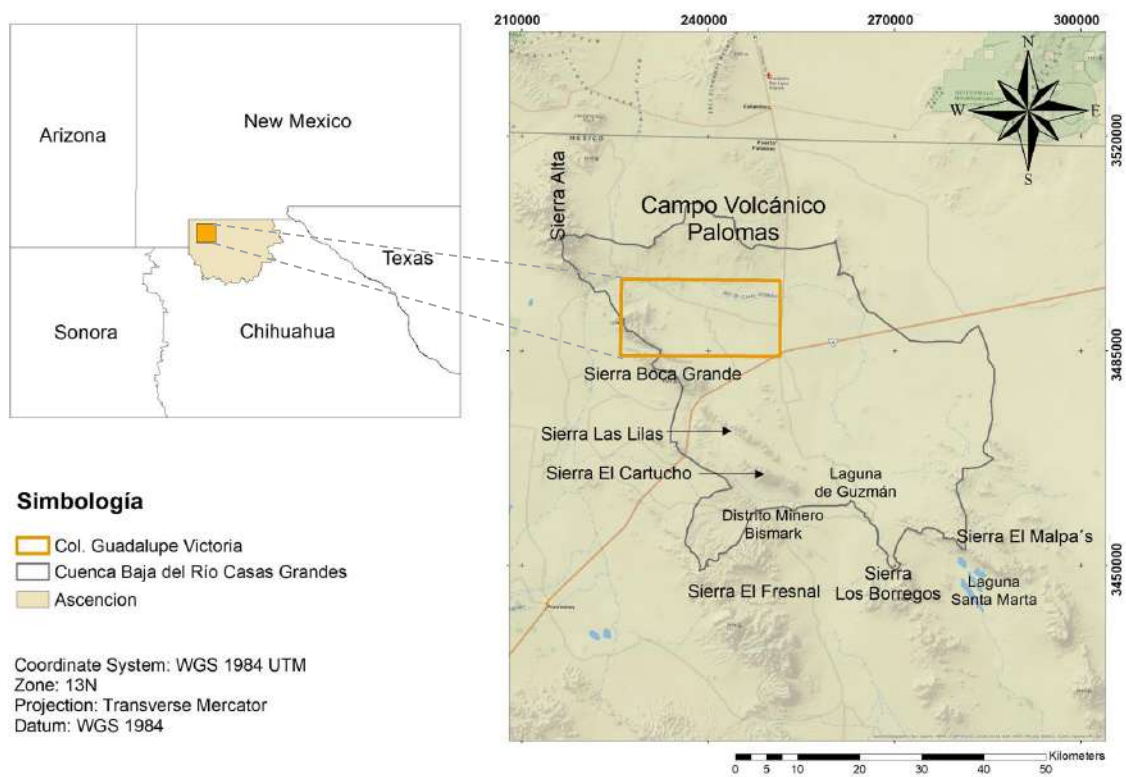 Arizona
New Mexico
Texas
Sonora
Chihuahua
Simbología
Col. Guadalupe Victoria
Cuenca Baja del Río Casas Grandes
Ascencion
Coordinate System: WGS 1984 UTM
Zone: 13N
Projection: Transverse Mercator
Datum: WGS 1984
210000
240000
270000
300000
N
W
E
S
3520000
3485000
3450000
MEXICO
Columbus
Puerto
Palomas
Sierra Alta
Campo Volcánico
Palomas
Sierra Boca Grande
Sierra Las Lilas
Sierra El Cartucho
Laguna
de Guzmán
Distrito Minero
Bismark
Sierra El Malpa´s
Sierra El Fresnal
Sierra
Los Borregos
Laguna
Santa Marta
Kilometers
0 5 10 20 30 40 50